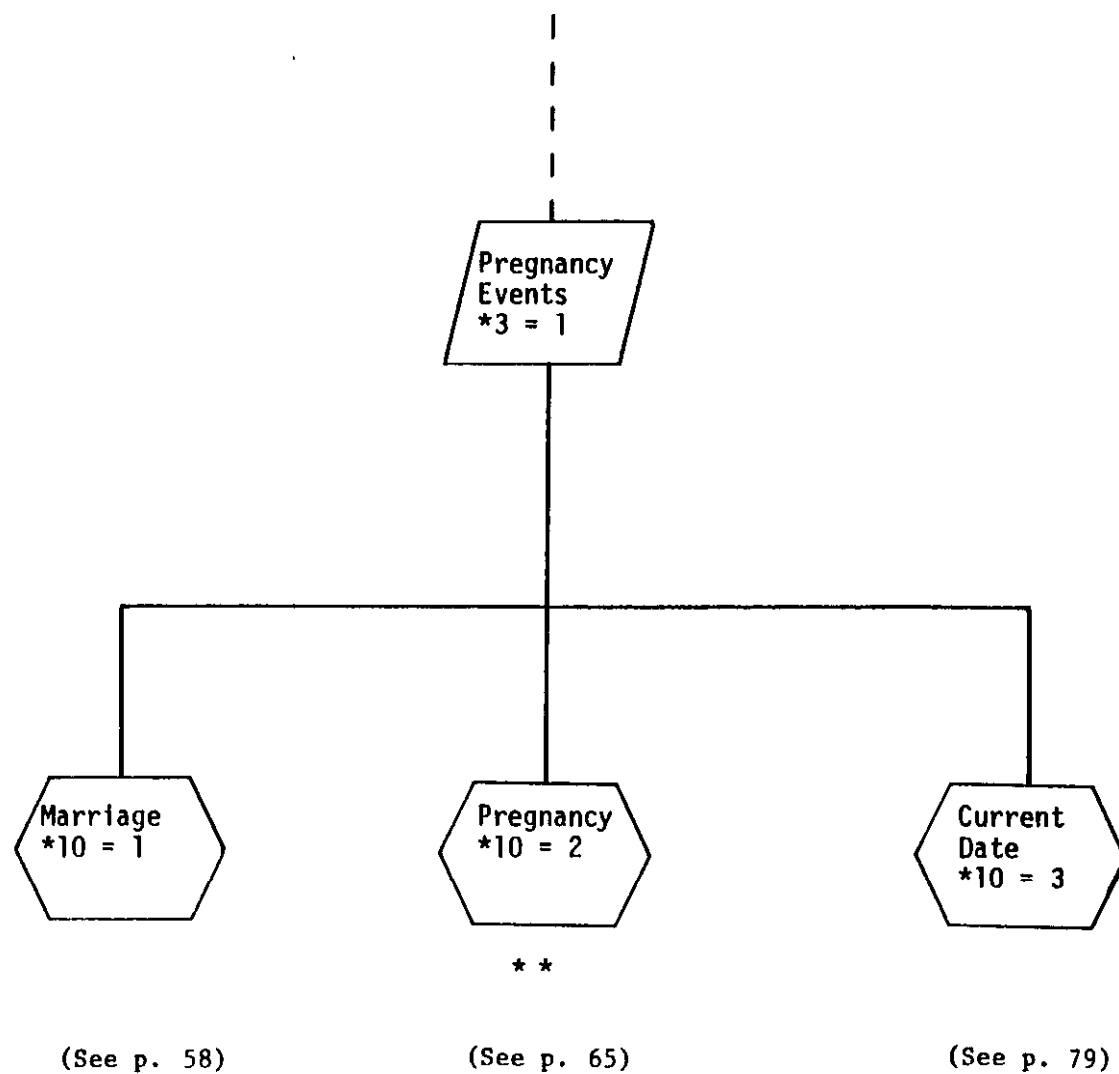 Pregnancy
Events
*3 = 1
Marriage
*10 = 1
Pregnancy
*10 = 2
Current
Date
*10 = 3
* *
(See p. 58)
(See p. 65)
(See p. 79)